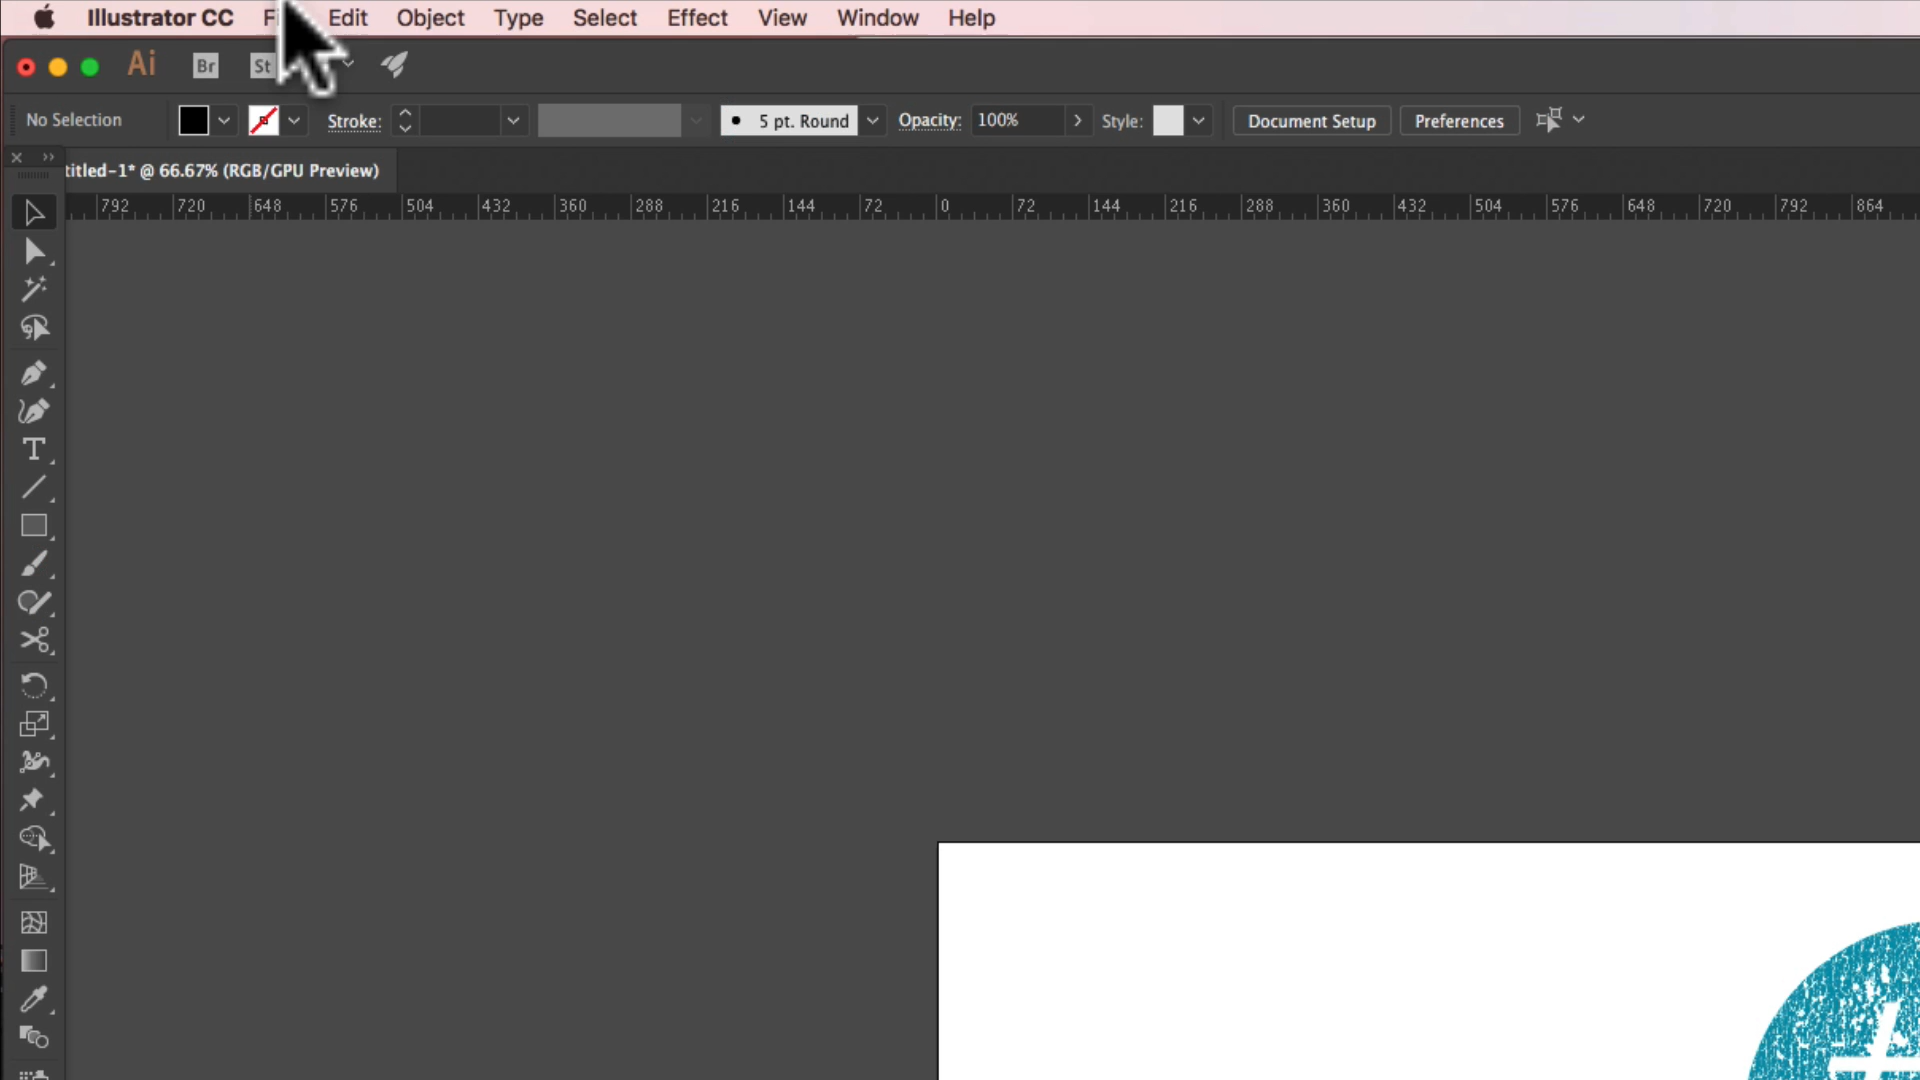 Illustrator CC Edit Object Type Select Effect View Window Help
Ai Br St
No Selection Stroke: 5 pt. Round Opacity: 100% Style: Document Setup Preferences
titled-1* @ 66.67% (RGB/GPU Preview)
792 720 648 576 504 432 360 288 216 144 72 0 72 144 216 288 360 432 504 576 648 720 792 864